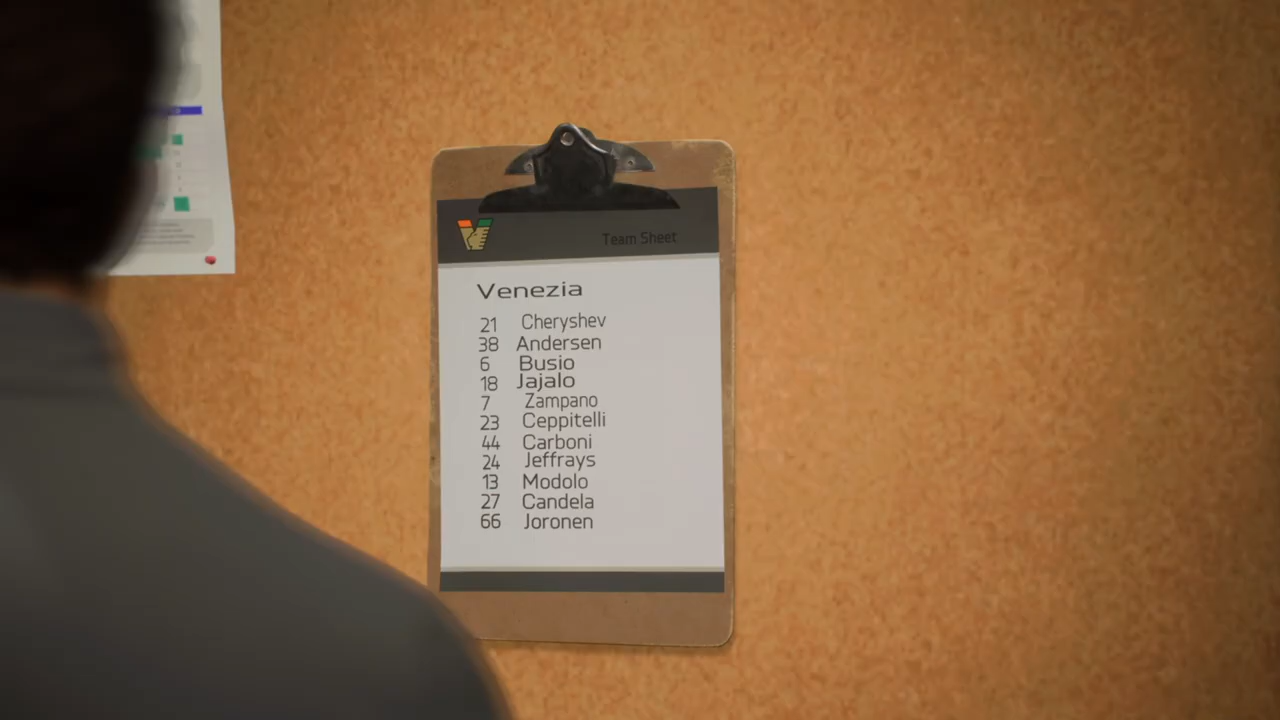 Team Sheet
Venezia
21 Cheryshev
38 Andersen
6 Busio
18 Jajalo
7 Zampano
23 Ceppitelli
44 Carboni
24 Jeffrays
13 Modolo
27 Candela
66 Joronen